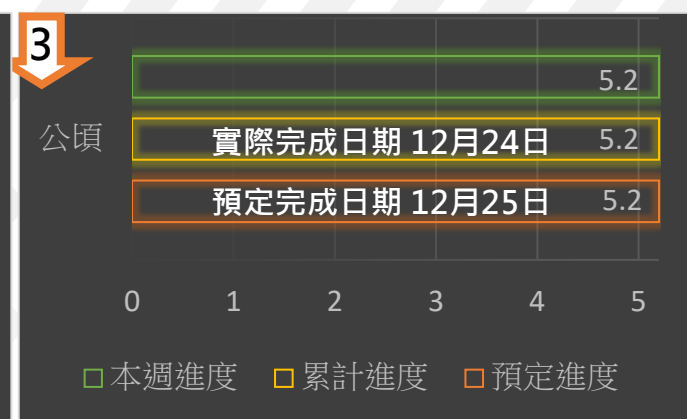 3
5.2
公頃
實際完成日期 12月24日 5.2
預定完成日期 12月25日 5.2
0 1 2 3 4 5
本週進度 累計進度 預定進度